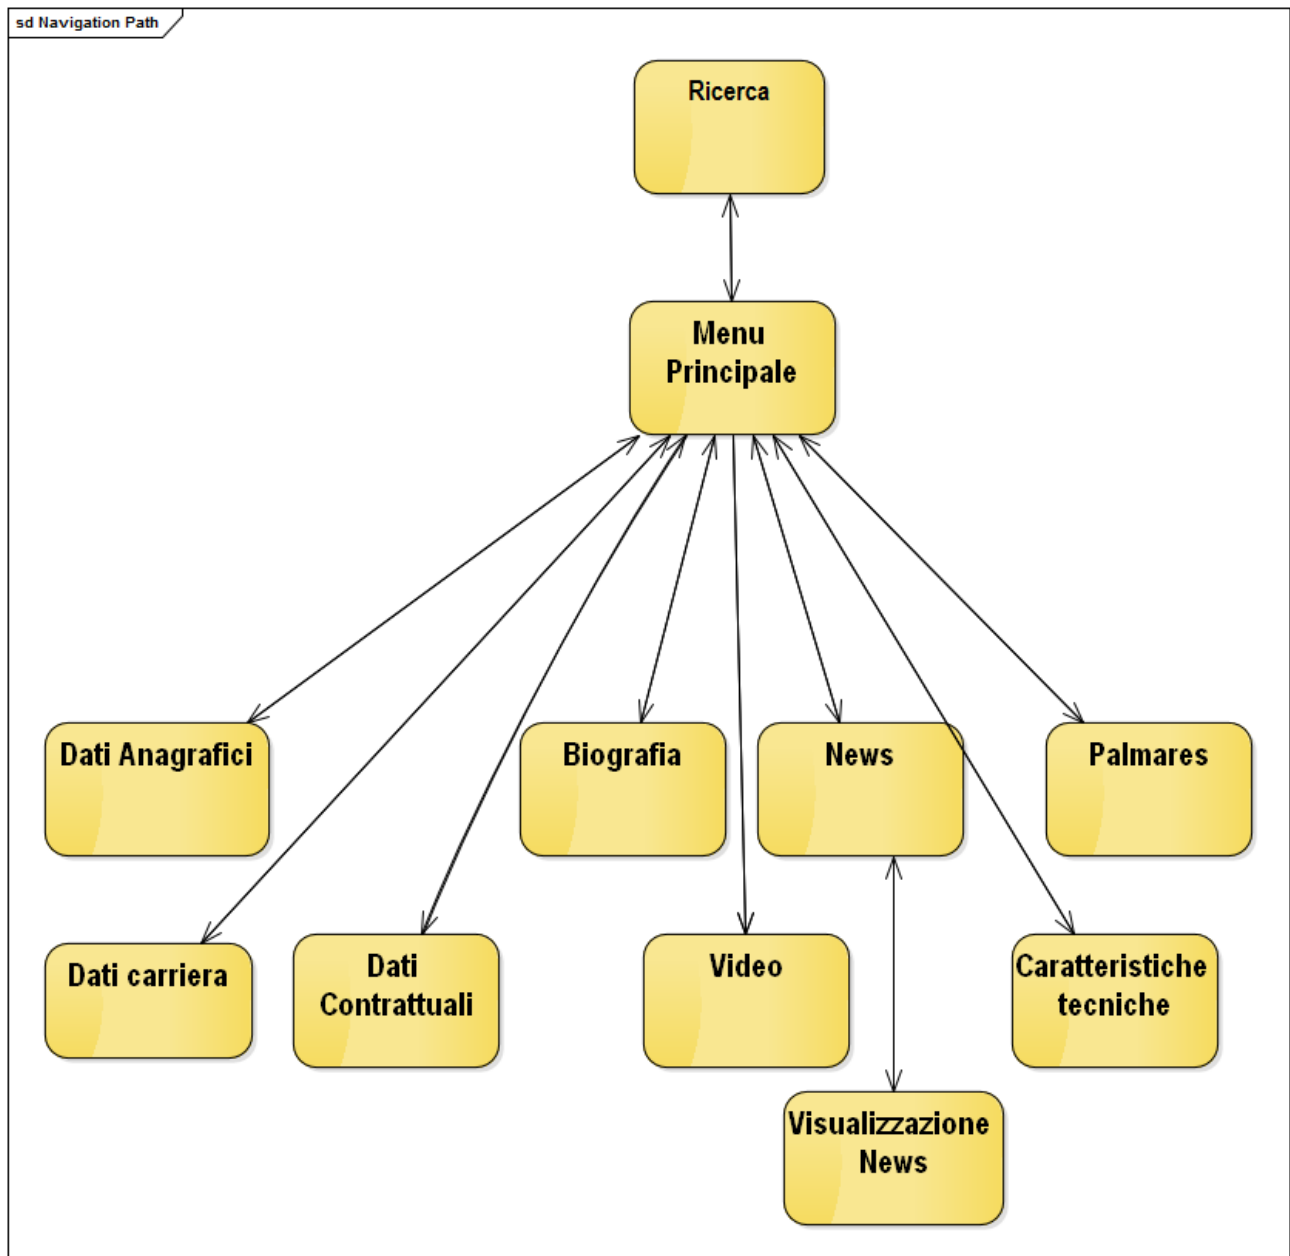 sd Navigation Path
Ricerca
Menu
Principale
Dati Anagrafici
Biografia
News
Palmares
Dati carriera
Dati
Contrattuali
Video
Caratteristiche
tecniche
Visualizzazione
News